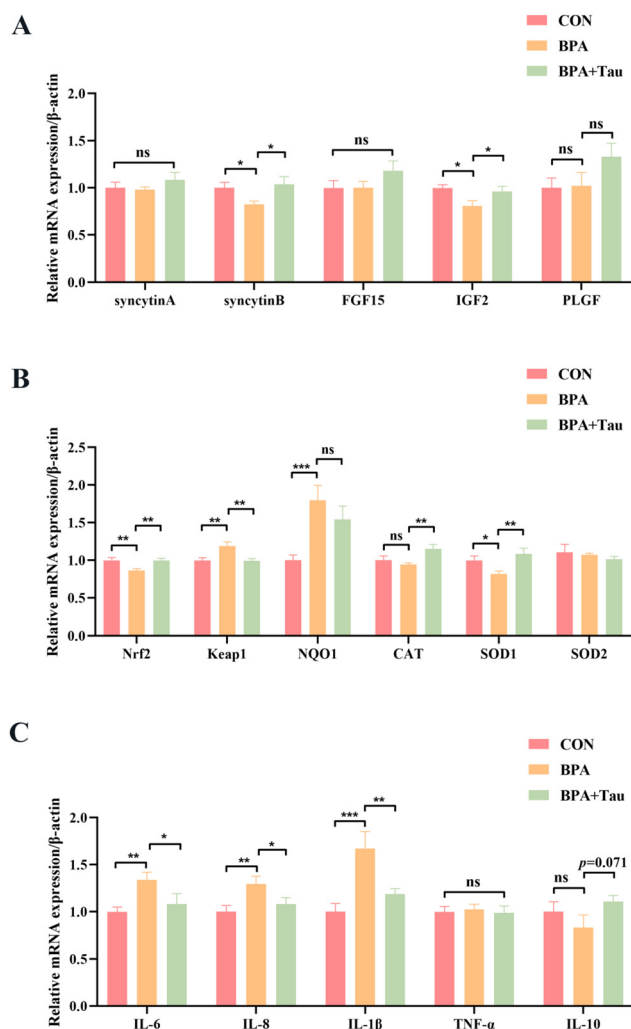 A
CON
BPA
BPA+Tau
Relative mRNA expression/β-actin
2.0
1.5
1.0
0.5
0.0
ns
*
*
ns
*
*
ns
ns
syncytinA syncytinB FGF15 IGF2 PLGF
B
CON
BPA
BPA+Tau
Relative mRNA expression/β-actin
2.5
2.0
1.5
1.0
0.5
0.0
**
**
**
**
***
ns
ns
**
*
**
Nrf2 Keap1 NQO1 CAT SOD1 SOD2
C
CON
BPA
BPA+Tau
Relative mRNA expression/β-actin
2.0
1.5
1.0
0.5
0.0
**
*
**
*
***
**
ns
ns
p=0.071
IL-6 IL-8 IL-1β TNF-α IL-10